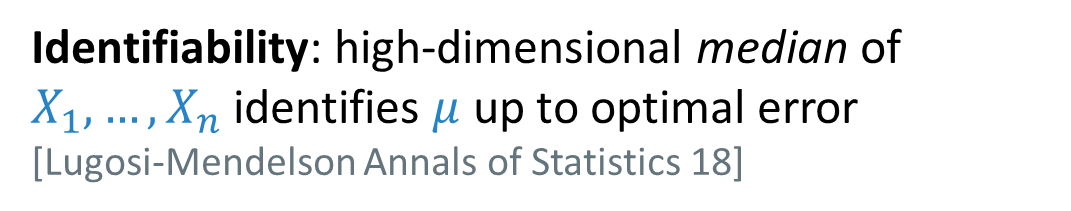 Identifiability: high-dimensional median of
X₁, …, Xₙ identifies μ up to optimal error
[Lugosi-Mendelson Annals of Statistics 18]